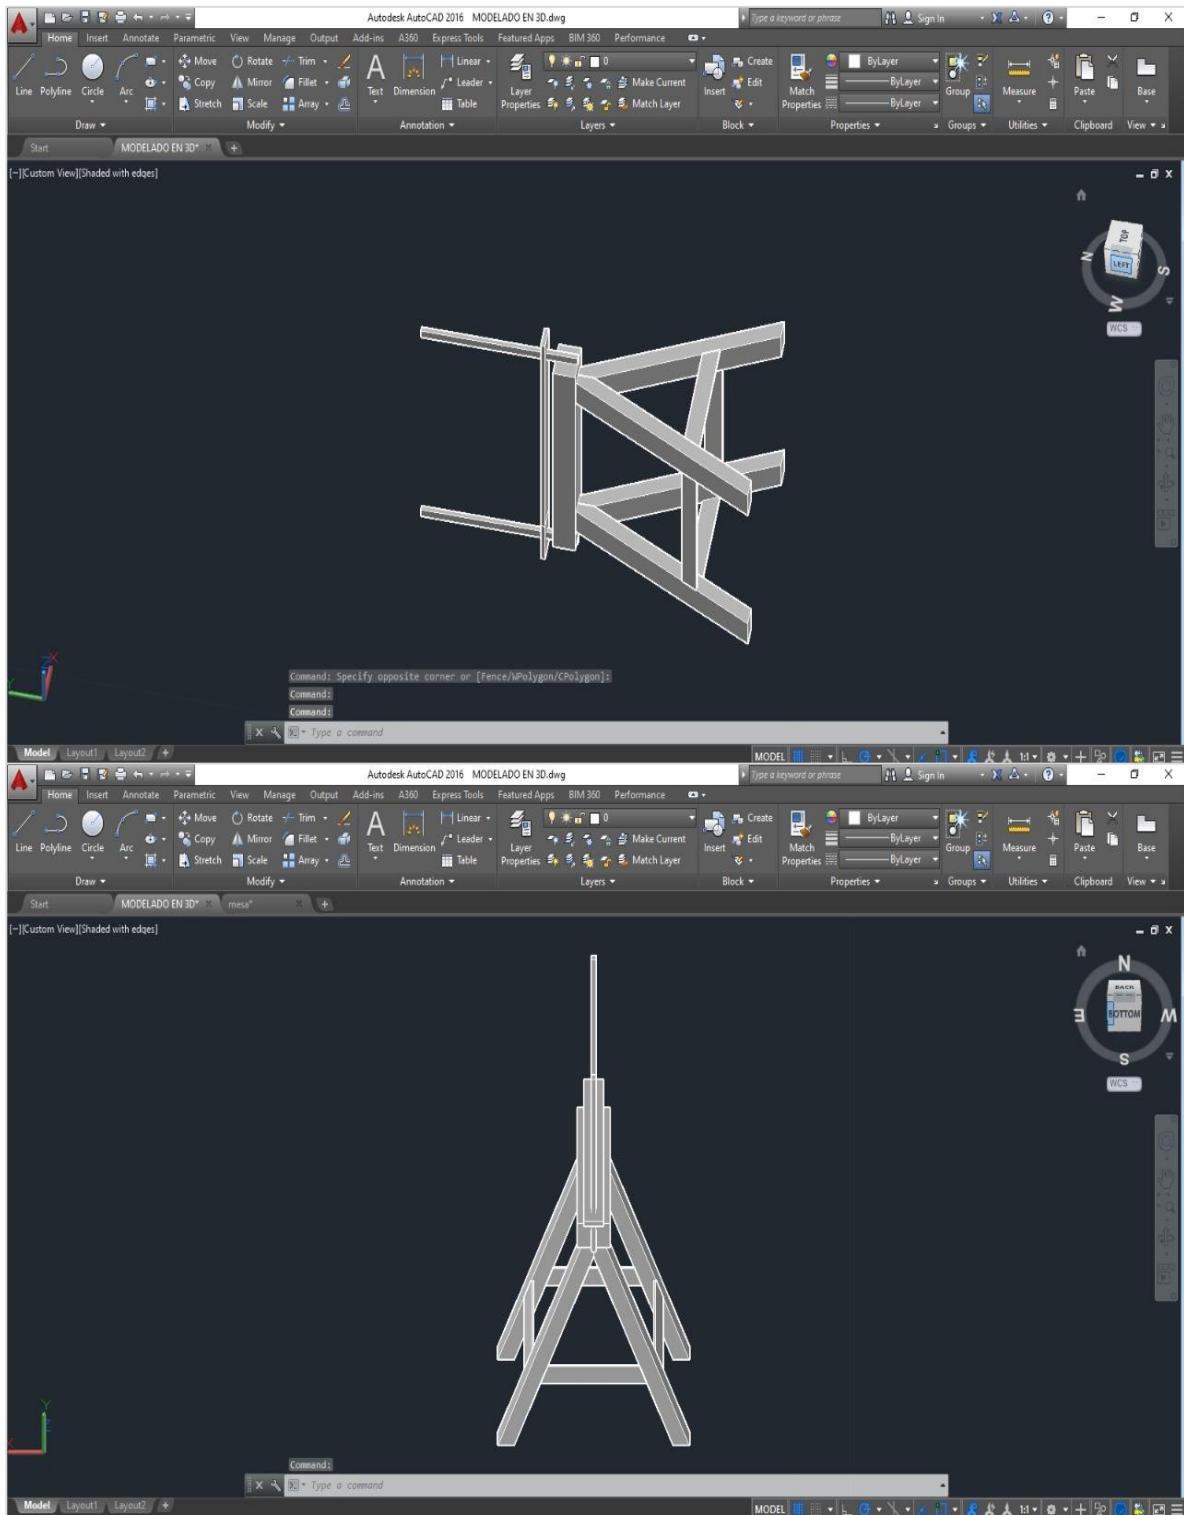 Autodesk AutoCAD 2016 MODELADO EN 3D.dwg Type a keyword or phrase Sign In
Home Insert Annotate Parametric View Manage Output Add-ins A360 Express Tools Featured Apps BIM 360 Performance
Move Rotate Trim Linear 0 Create ByLayer
Line Polyline Circle Arc Copy Mirror Fillet Text Dimension Leader Layer Properties Make Current Insert Edit Match Properties ByLayer Group Measure Paste Base
Stretch Scale Array Table Match Layer ByLayer
Draw Modify Annotation Layers Block Properties Groups Utilities Clipboard View
Start MODELADO EN 3D*
[-][Custom View][Shaded with edges]
TOP
N LEFT S
W
WCS
Z X
Y
Command: Specify opposite corner or [Fence/WPolygon/CPolygon]:
Command:
Command:
Type a command
Model Layout1 Layout2 MODEL 1:1
Autodesk AutoCAD 2016 MODELADO EN 3D.dwg Type a keyword or phrase Sign In
Home Insert Annotate Parametric View Manage Output Add-ins A360 Express Tools Featured Apps BIM 360 Performance
Move Rotate Trim Linear 0 Create ByLayer
Line Polyline Circle Arc Copy Mirror Fillet Text Dimension Leader Layer Properties Make Current Insert Edit Match Properties ByLayer Group Measure Paste Base
Stretch Scale Array Table Match Layer ByLayer
Draw Modify Annotation Layers Block Properties Groups Utilities Clipboard View
Start MODELADO EN 3D* mesa*
[-][Custom View][Shaded with edges]
N
BACK
E BOTTOM W
S
WCS
Y
X
Command:
Type a command
Model Layout1 Layout2 MODEL 1:1